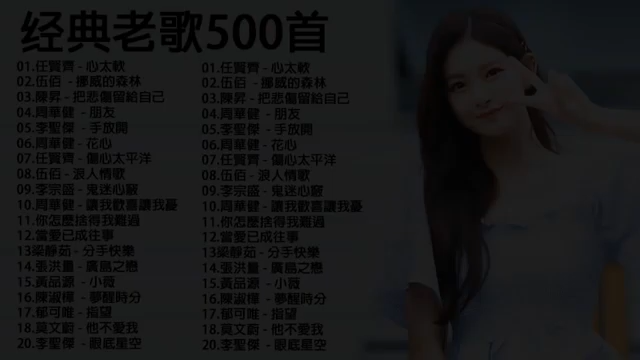 经典老歌500首
01.任賢齊 - 心太軟
02.伍佰 - 挪威的森林
03.陳昇 - 把悲傷留給自己
04.周華健 - 朋友
05.李聖傑 - 手放開
06.周華健 - 花心
07.任賢齊 - 傷心太平洋
08.伍佰 - 浪人情歌
09.李宗盛 - 鬼迷心竅
10.周華健 - 讓我歡喜讓我憂
11.你怎麼捨得我難過
12.當愛已成往事
13梁靜茹 - 分手快樂
14.張洪量 - 廣島之戀
15.黃品源 - 小薇
16.陳淑樺 - 夢醒時分
17.郁可唯 - 指望
18.莫文蔚 - 他不愛我
20.李聖傑 - 眼底星空
01.任賢齊 - 心太軟
02.伍佰 - 挪威的森林
03.陳昇 - 把悲傷留給自己
04.周華健 - 朋友
05.李聖傑 - 手放開
06.周華健 - 花心
07.任賢齊 - 傷心太平洋
08.伍佰 - 浪人情歌
09.李宗盛 - 鬼迷心竅
10.周華健 - 讓我歡喜讓我憂
11.你怎麼捨得我難過
12.當愛已成往事
13梁靜茹 - 分手快樂
14.張洪量 - 廣島之戀
15.黃品源 - 小薇
16.陳淑樺 - 夢醒時分
17.郁可唯 - 指望
18.莫文蔚 - 他不愛我
20.李聖傑 - 眼底星空